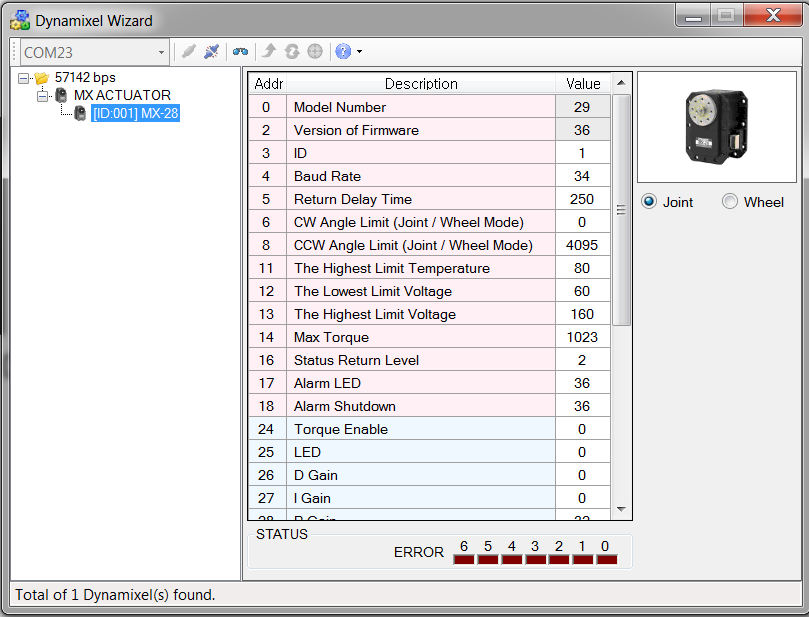 Dynamixel Wizard
COM23
57142 bps
MX ACTUATOR
[ID:001] MX-28
Addr Description Value
0 Model Number 29
2 Version of Firmware 36
3 ID 1
4 Baud Rate 34
5 Return Delay Time 250
6 CW Angle Limit (Joint / Wheel Mode) 0
8 CCW Angle Limit (Joint / Wheel Mode) 4095
11 The Highest Limit Temperature 80
12 The Lowest Limit Voltage 60
13 The Highest Limit Voltage 160
14 Max Torque 1023
16 Status Return Level 2
17 Alarm LED 36
18 Alarm Shutdown 36
24 Torque Enable 0
25 LED 0
26 D Gain 0
27 I Gain 0
28 P Gain 32
Joint Wheel
STATUS
ERROR 6 5 4 3 2 1 0
Total of 1 Dynamixel(s) found.